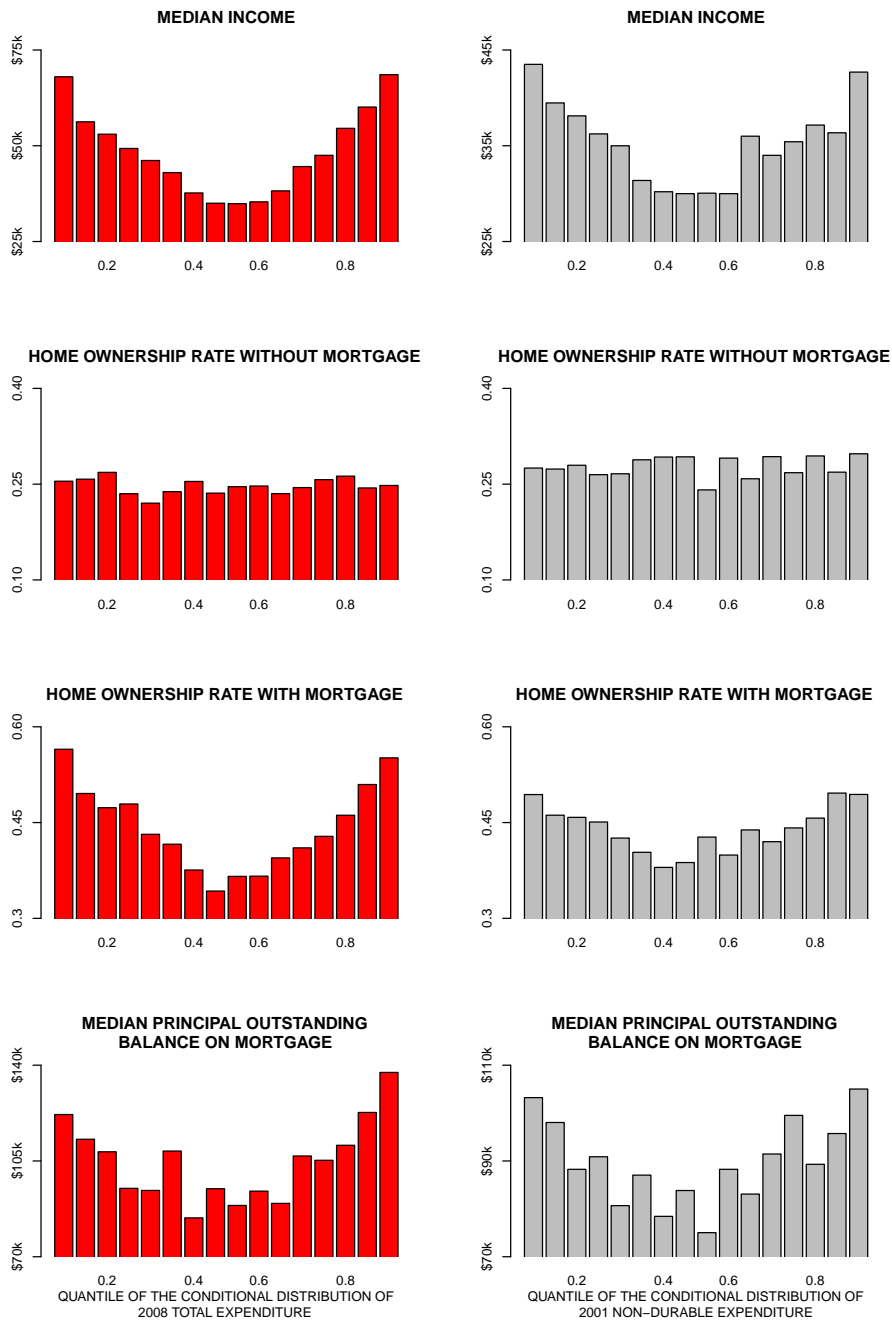 MEDIAN INCOME
$75k
$50k
$25k
0.2 0.4 0.6 0.8
MEDIAN INCOME
$45k
$35k
$25k
0.2 0.4 0.6 0.8
HOME OWNERSHIP RATE WITHOUT MORTGAGE
0.40
0.25
0.10
0.2 0.4 0.6 0.8
HOME OWNERSHIP RATE WITHOUT MORTGAGE
0.40
0.25
0.10
0.2 0.4 0.6 0.8
HOME OWNERSHIP RATE WITH MORTGAGE
0.60
0.45
0.3
0.2 0.4 0.6 0.8
HOME OWNERSHIP RATE WITH MORTGAGE
0.60
0.45
0.3
0.2 0.4 0.6 0.8
MEDIAN PRINCIPAL OUTSTANDING
BALANCE ON MORTGAGE
$140k
$105k
$70k
0.2 0.4 0.6 0.8
QUANTILE OF THE CONDITIONAL DISTRIBUTION OF
2008 TOTAL EXPENDITURE
MEDIAN PRINCIPAL OUTSTANDING
BALANCE ON MORTGAGE
$110k
$90k
$70k
0.2 0.4 0.6 0.8
QUANTILE OF THE CONDITIONAL DISTRIBUTION OF
2001 NON−DURABLE EXPENDITURE